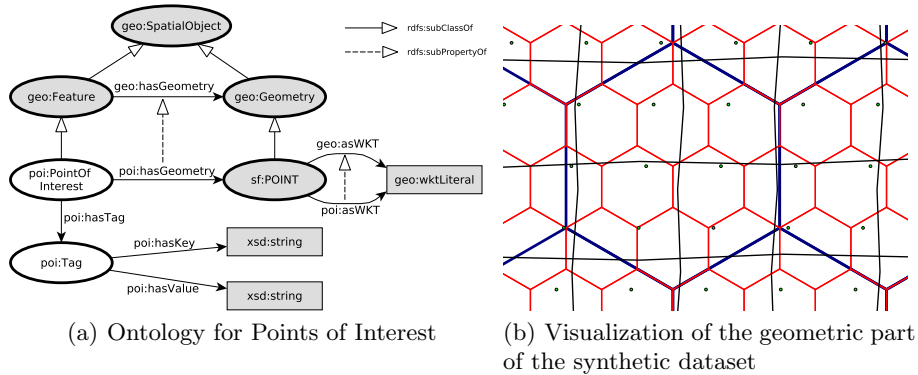 geo:SpatialObject
rdfs:subClassOf
rdfs:subPropertyOf
geo:Feature
geo:hasGeometry
geo:Geometry
geo:asWKT
poi:PointOf
Interest
poi:hasGeometry
sf:POINT
geo:wktLiteral
poi:asWKT
poi:hasTag
poi:hasKey
xsd:string
poi:Tag
poi:hasValue
xsd:string
(a) Ontology for Points of Interest
(b) Visualization of the geometric part
of the synthetic dataset